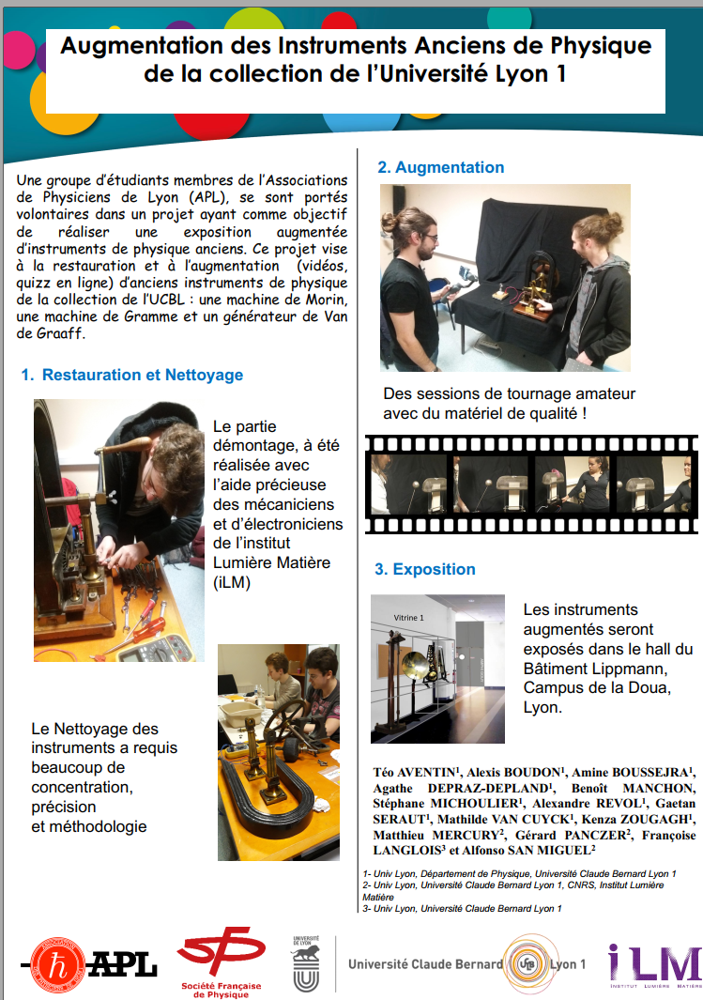 Augmentation des Instruments Anciens de Physique
de la collection de l'Université Lyon 1
Une groupe d'étudiants membres de l'Associations
de Physiciens de Lyon (APL), se sont portés
volontaires dans un projet ayant comme objectif
de réaliser une exposition augmentée
d'instruments de physique anciens. Ce projet vise
à la restauration et à l'augmentation (vidéos,
quizz en ligne) d'anciens instruments de physique
de la collection de l'UCBL : une machine de Morin,
une machine de Gramme et un générateur de Van
de Graaff.
1. Restauration et Nettoyage
Le partie
démontage, à été
réalisée avec
l'aide précieuse
des mécaniciens
et d'électroniciens
de l'institut
Lumière Matière
(iLM)
Le Nettoyage des
instruments a requis
beaucoup de
concentration,
précision
et méthodologie
2. Augmentation
Des sessions de tournage amateur
avec du matériel de qualité !
3. Exposition
Vitrine 1
Les instruments
augmentés seront
exposés dans le hall du
Bâtiment Lippmann,
Campus de la Doua,
Lyon.
Téo AVENTIN¹, Alexis BOUDON¹, Amine BOUSSEJRA¹,
Agathe DEPRAZ-DEPLAND¹, Benoît MANCHON,
Stéphane MICHOULIER¹, Alexandre REVOL¹, Gaetan
SERAUT¹, Mathilde VAN CUYCK¹, Kenza ZOUGAGH¹,
Matthieu MERCURY², Gérard PANCZER², Françoise
LANGLOIS³ et Alfonso SAN MIGUEL²
1- Univ Lyon, Département de Physique, Université Claude Bernard Lyon 1
2- Univ Lyon, Université Claude Bernard Lyon 1, CNRS, Institut Lumière
Matière
3- Univ Lyon, Université Claude Bernard Lyon 1
ħ APL
sfp
Société Française
de Physique
UNIVERSITÉ
DE LYON
Université Claude Bernard UCB Lyon 1
iLM
INSTITUT LUMIÈRE MATIÈRE